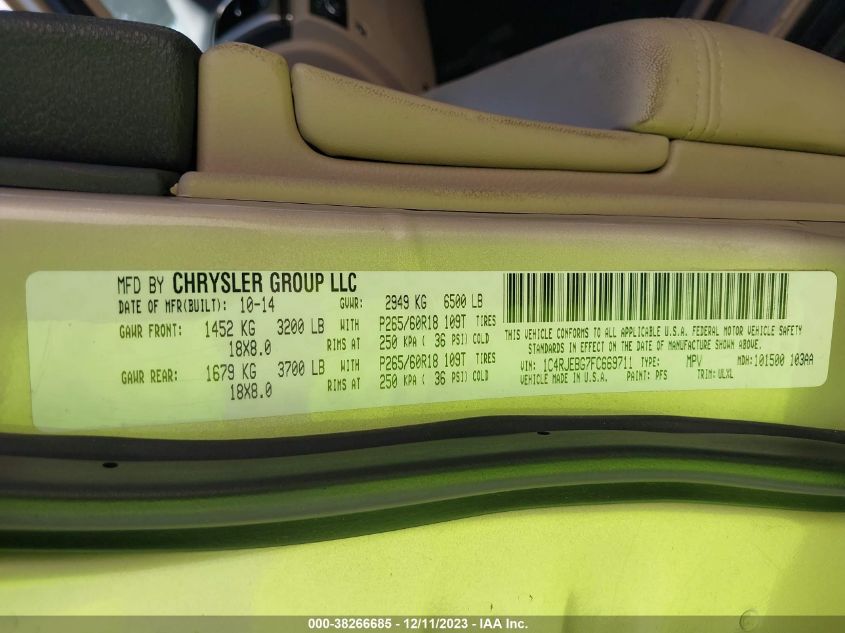 MFD BY CHRYSLER GROUP LLC
DATE OF MFR(BUILT): 10-14 GVWR: 2949 KG 6500 LB
GAWR FRONT: 1452 KG 3200 LB WITH P265/60R18 109T TIRES
18X8.0 RIMS AT 250 KPA ( 36 PSI) COLD
GAWR REAR: 1679 KG 3700 LB WITH P265/60R18 109T TIRES
18X8.0 RIMS AT 250 KPA ( 36 PSI) COLD
THIS VEHICLE CONFORMS TO ALL APPLICABLE U.S.A. FEDERAL MOTOR VEHICLE SAFETY
STANDARDS IN EFFECT ON THE DATE OF MANUFACTURE SHOWN ABOVE.
VIN: 1C4RJEBG7FC669711 TYPE: MPV MDH:101500 103AA
VEHICLE MADE IN U.S.A. PAINT: PFS TRIM: ULXL
000-38266685 - 12/11/2023 - IAA Inc.